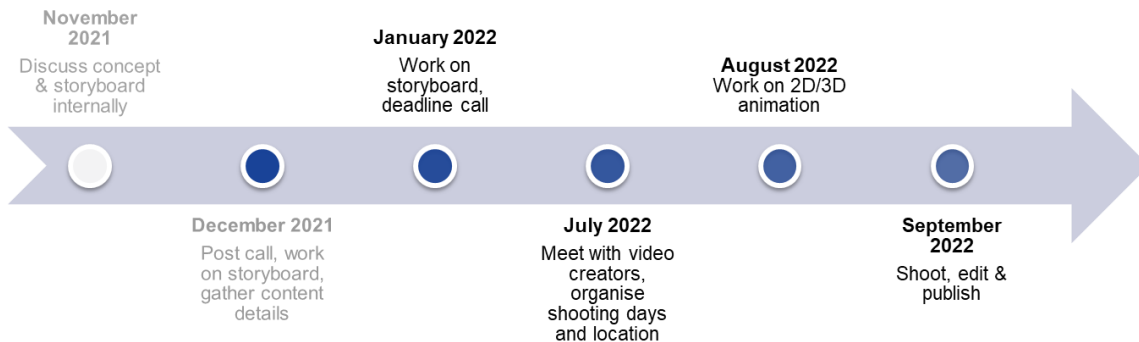 November
2021
Discuss concept
& storyboard
internally
December 2021
Post call, work
on storyboard,
gather content
details
January 2022
Work on
storyboard,
deadline call
July 2022
Meet with video
creators,
organise
shooting days
and location
August 2022
Work on 2D/3D
animation
September
2022
Shoot, edit &
publish